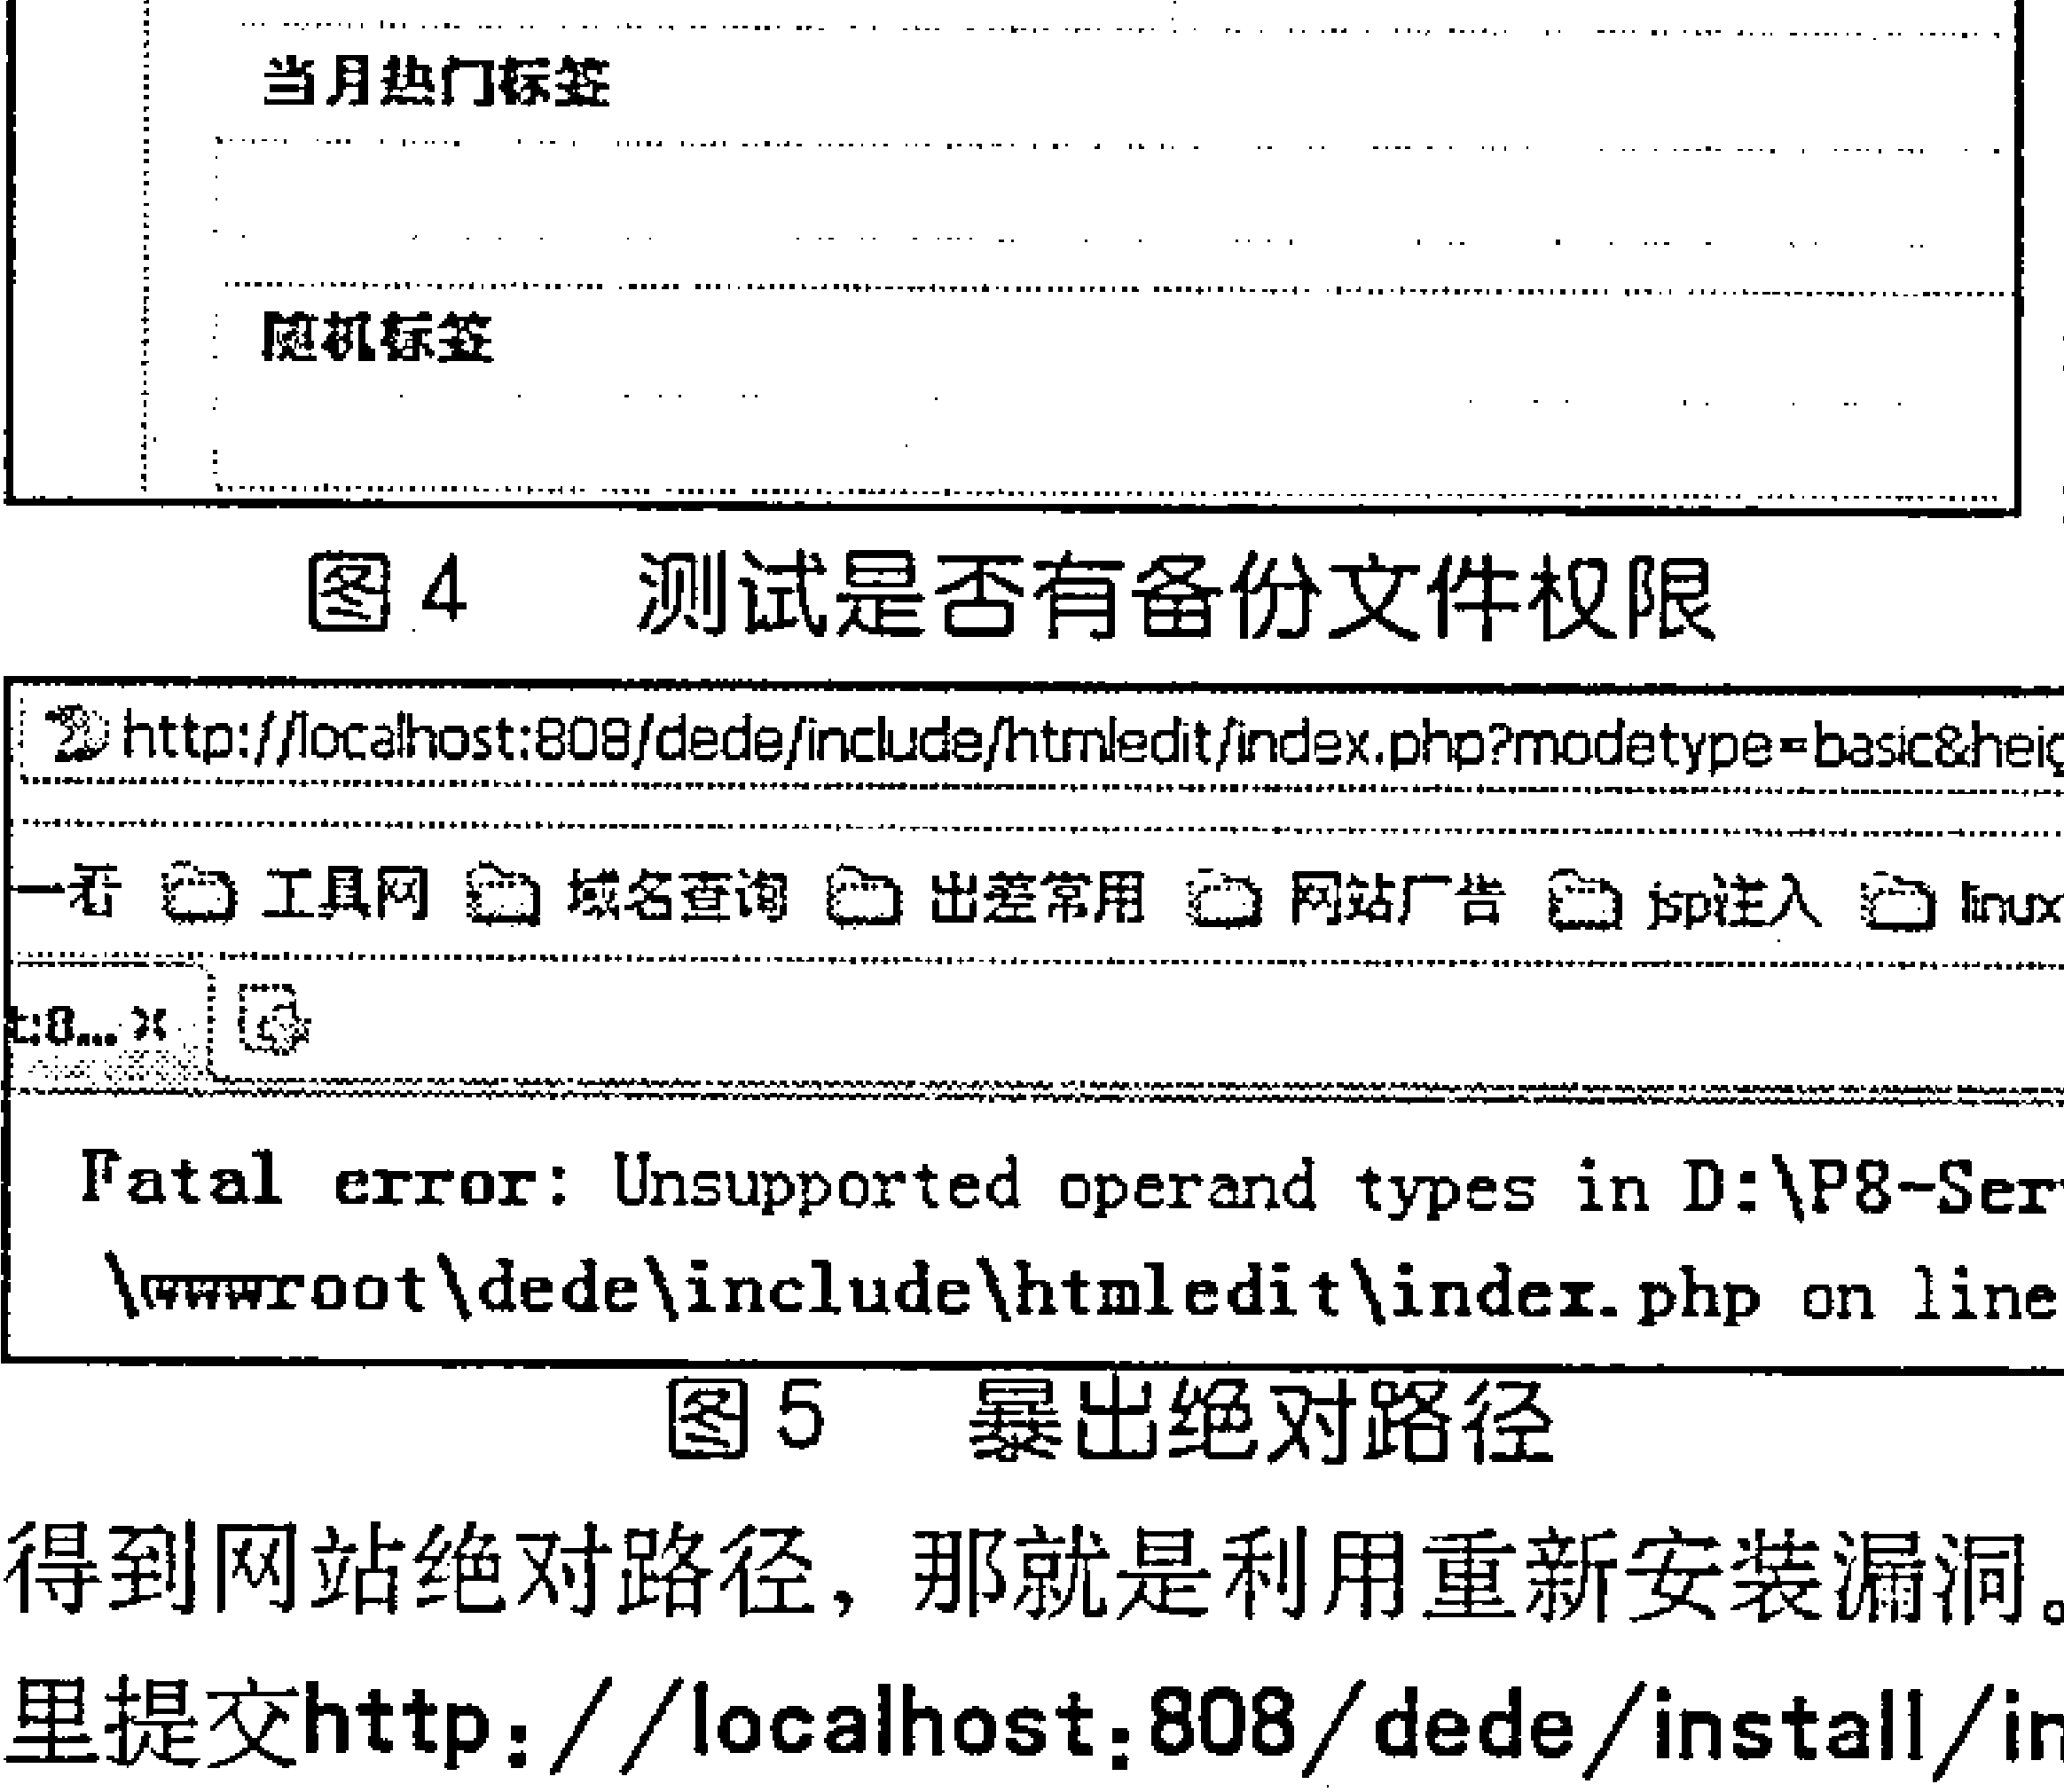 当月热门标签
随机标签
图4 测试是否有备份文件权限
http://localhost:808/dede/include/htmledit/index.php?modetype=basic&heig
一看 工具网 域名查询 出差常用 网站广告 jsp注入 linux
t:8...
Fatal error: Unsupported operand types in D:\P8-Ser
\wwwroot\dede\include\htmledit\index.php on line
图5 暴出绝对路径
得到网站绝对路径，那就是利用重新安装漏洞。
里提交http://localhost:808/dede/install/in